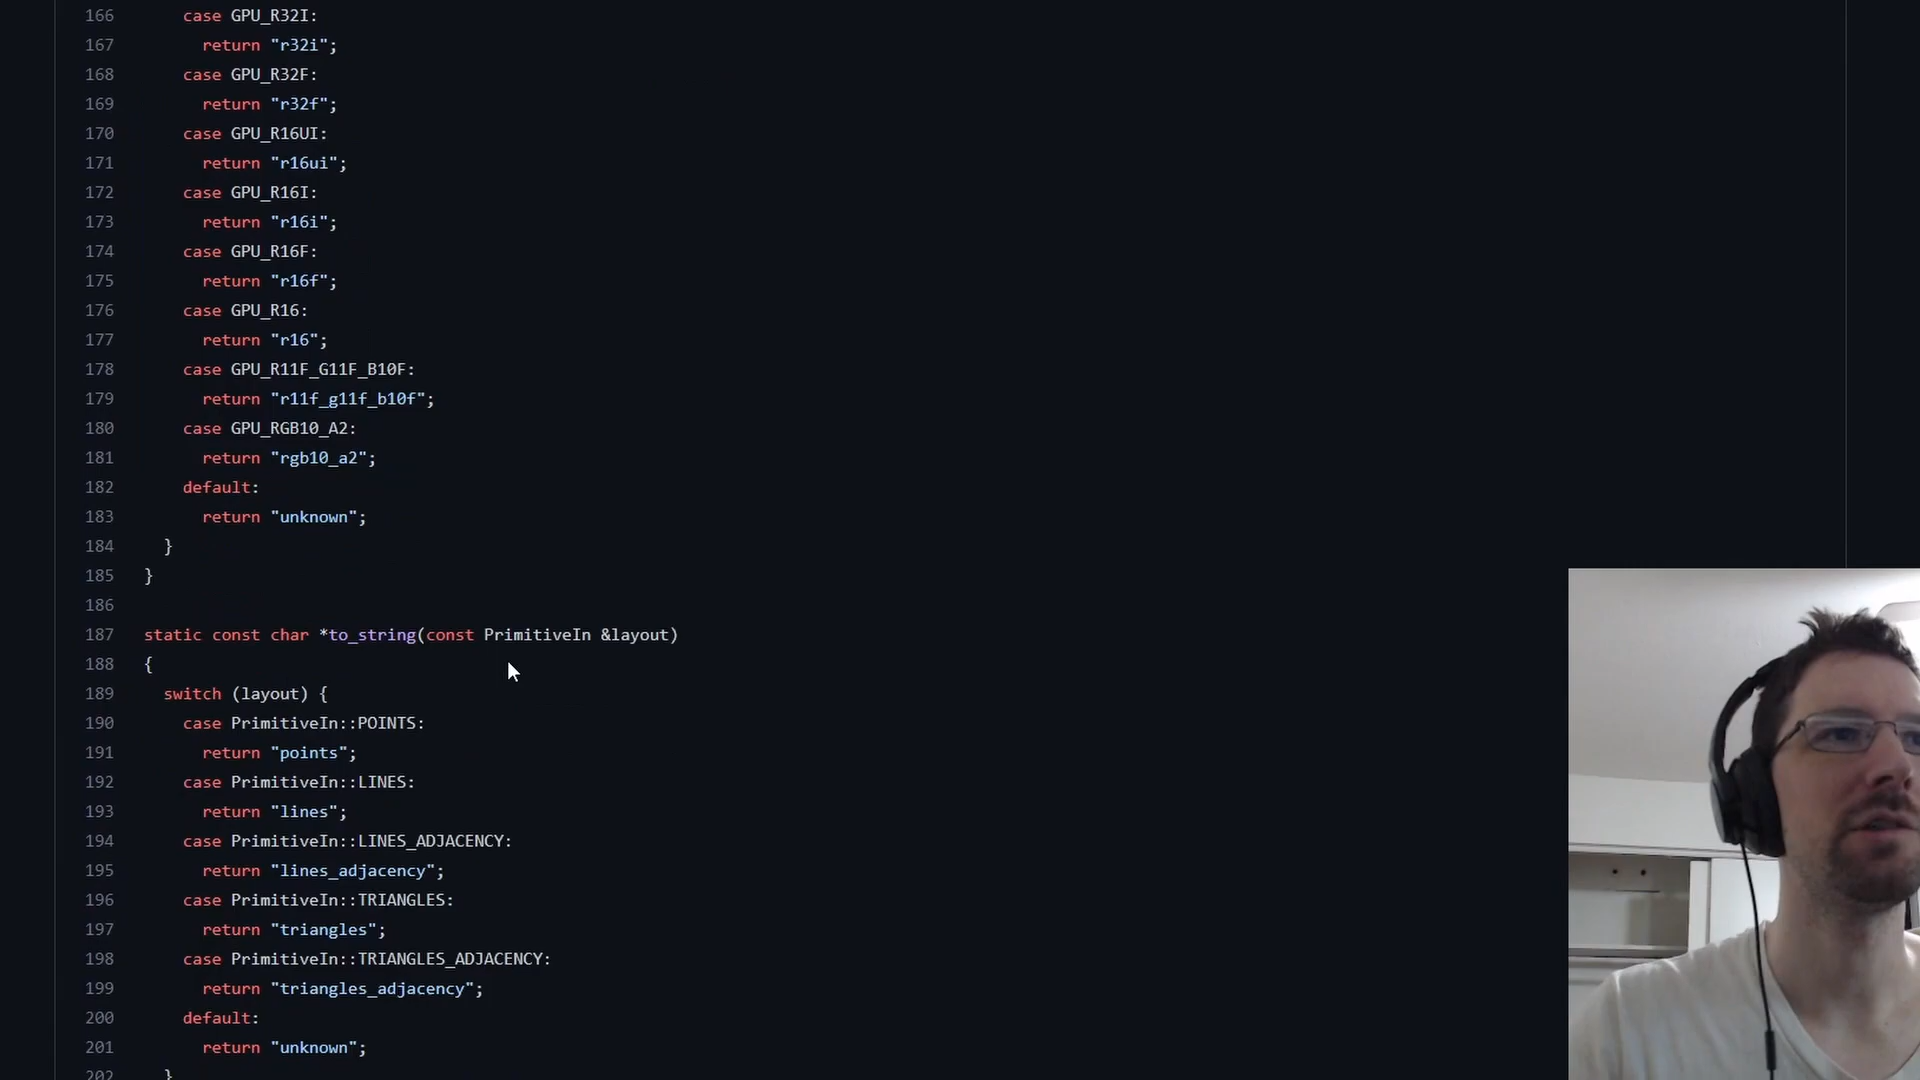 166 case GPU_R32I:
167 return "r32i";
168 case GPU_R32F:
169 return "r32f";
170 case GPU_R16UI:
171 return "r16ui";
172 case GPU_R16I:
173 return "r16i";
174 case GPU_R16F:
175 return "r16f";
176 case GPU_R16:
177 return "r16";
178 case GPU_R11F_G11F_B10F:
179 return "r11f_g11f_b10f";
180 case GPU_RGB10_A2:
181 return "rgb10_a2";
182 default:
183 return "unknown";
184 }
185 }
186
187 static const char *to_string(const PrimitiveIn &layout)
188 {
189 switch (layout) {
190 case PrimitiveIn::POINTS:
191 return "points";
192 case PrimitiveIn::LINES:
193 return "lines";
194 case PrimitiveIn::LINES_ADJACENCY:
195 return "lines_adjacency";
196 case PrimitiveIn::TRIANGLES:
197 return "triangles";
198 case PrimitiveIn::TRIANGLES_ADJACENCY:
199 return "triangles_adjacency";
200 default:
201 return "unknown";
202 }